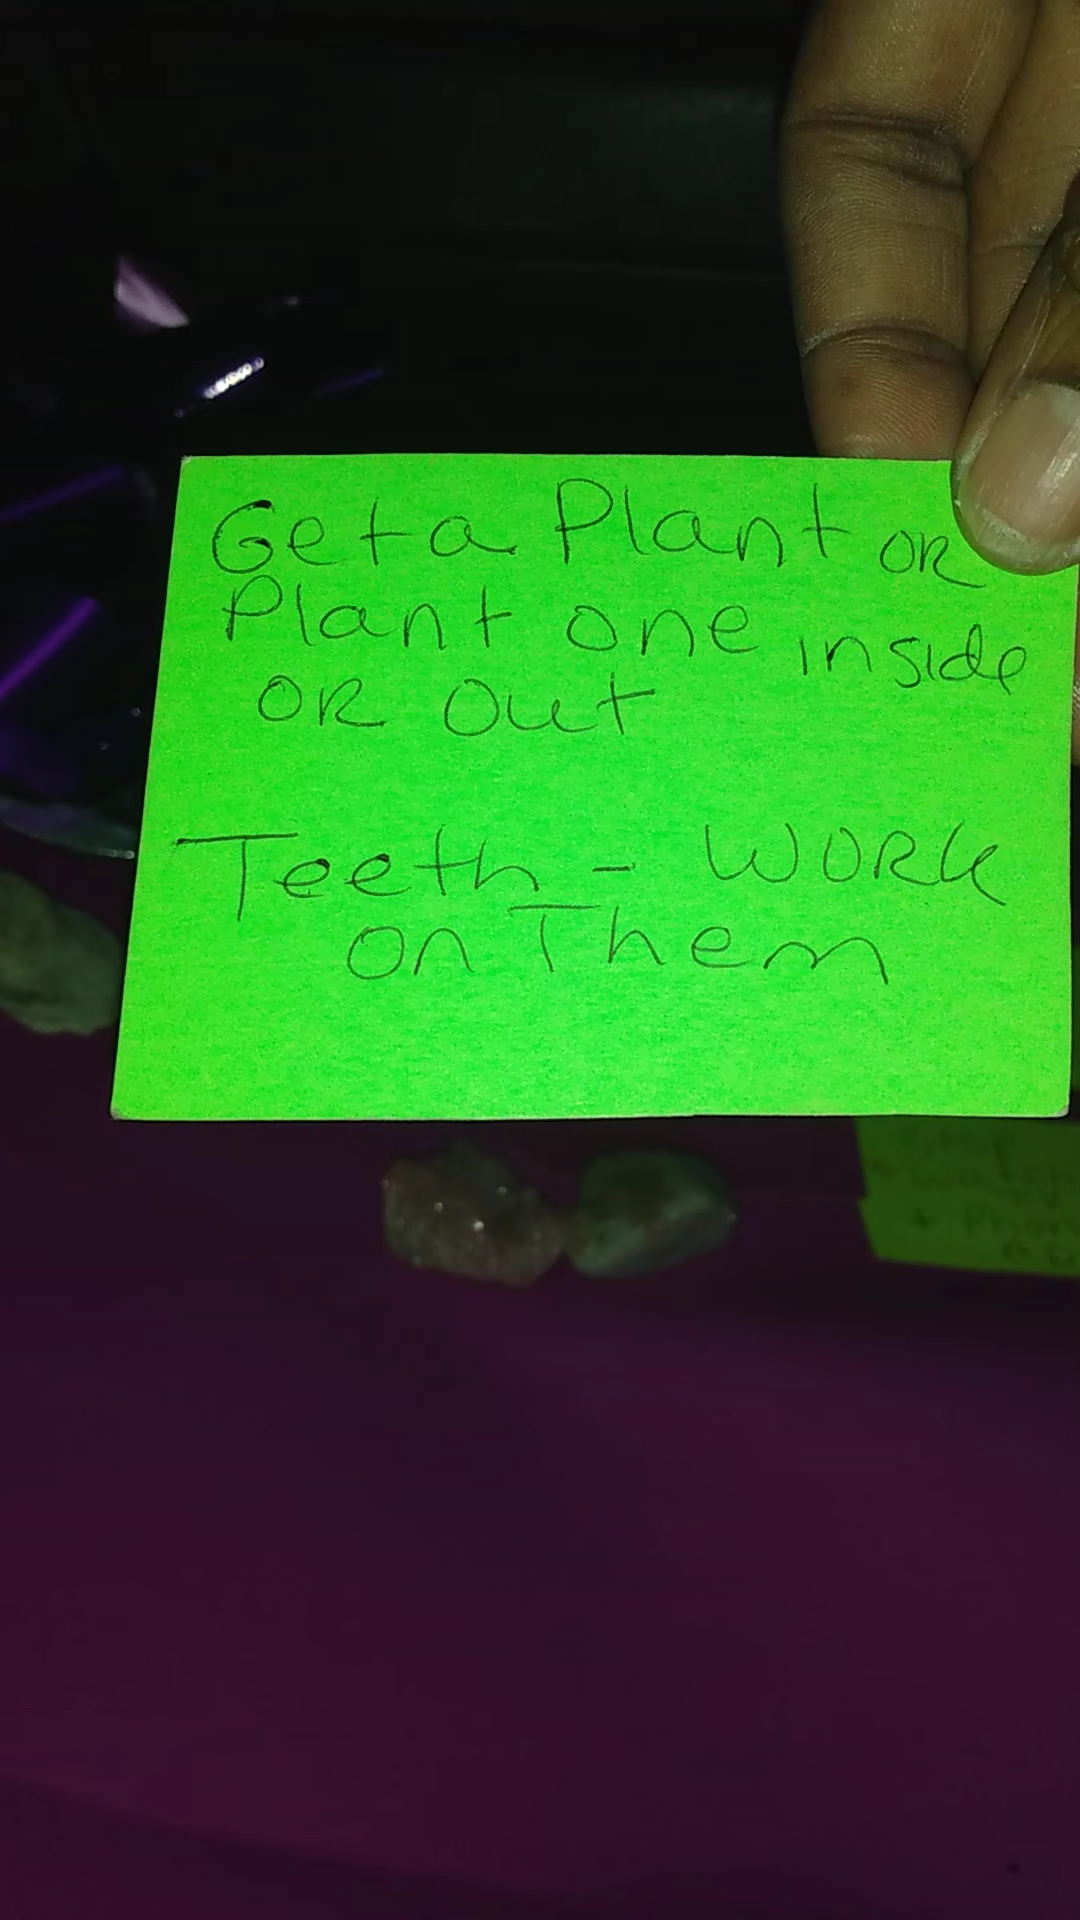 Get a Plant OR
Plant one inside
OR Out
Teeth - WORK
on Them